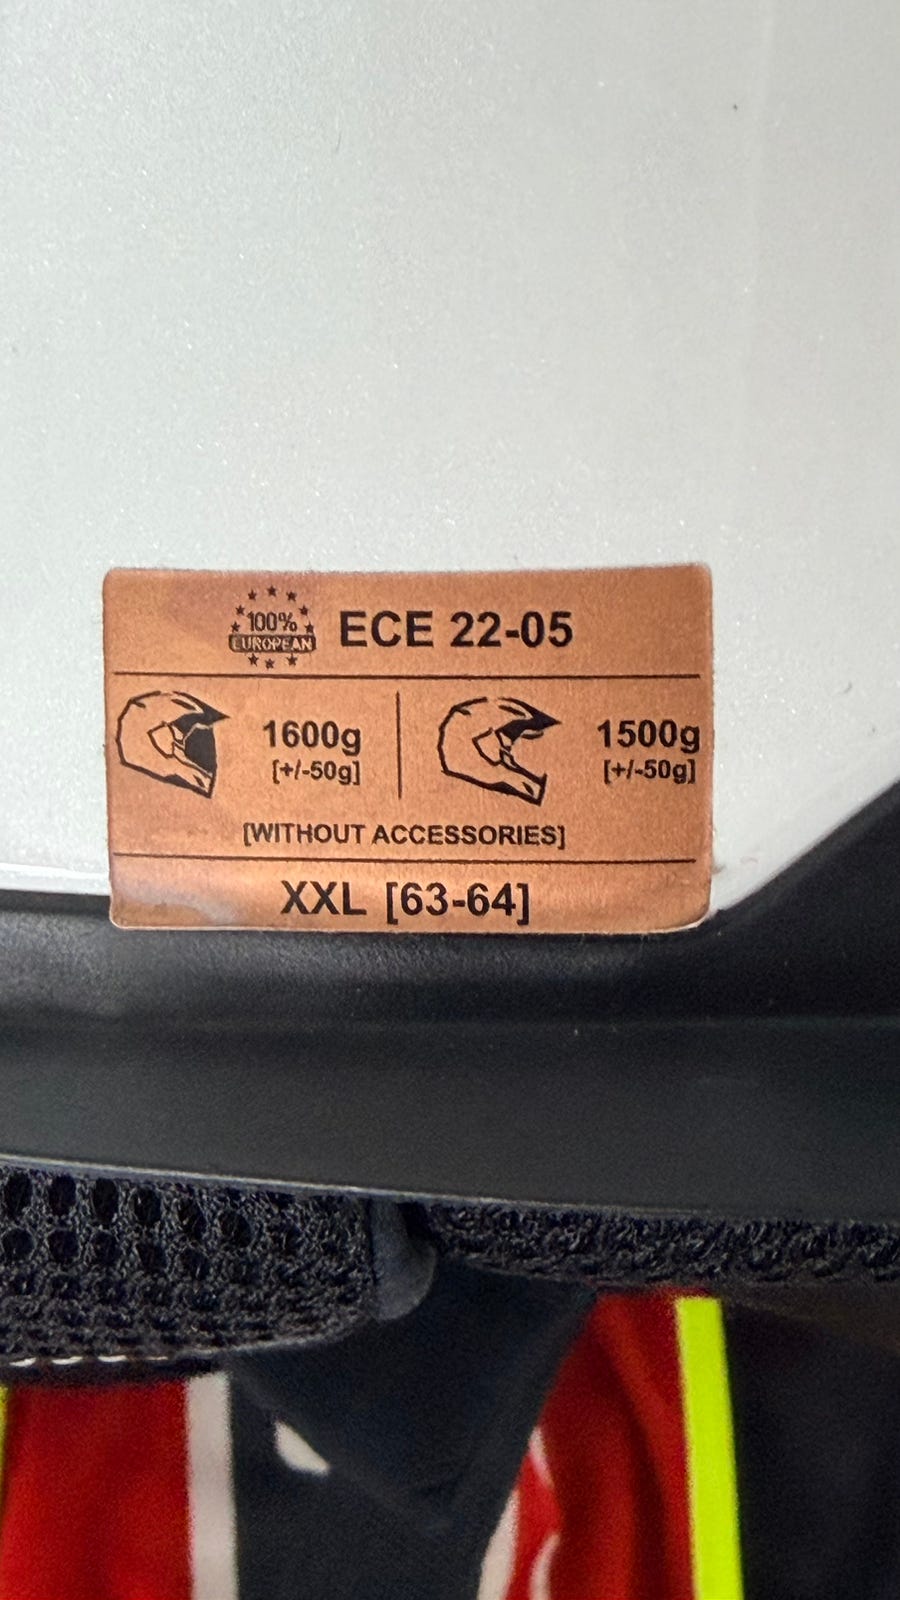 100%
EUROPEAN
ECE 22-05
1600g
[+/-50g]
1500g
[+/-50g]
[WITHOUT ACCESSORIES]
XXL [63-64]